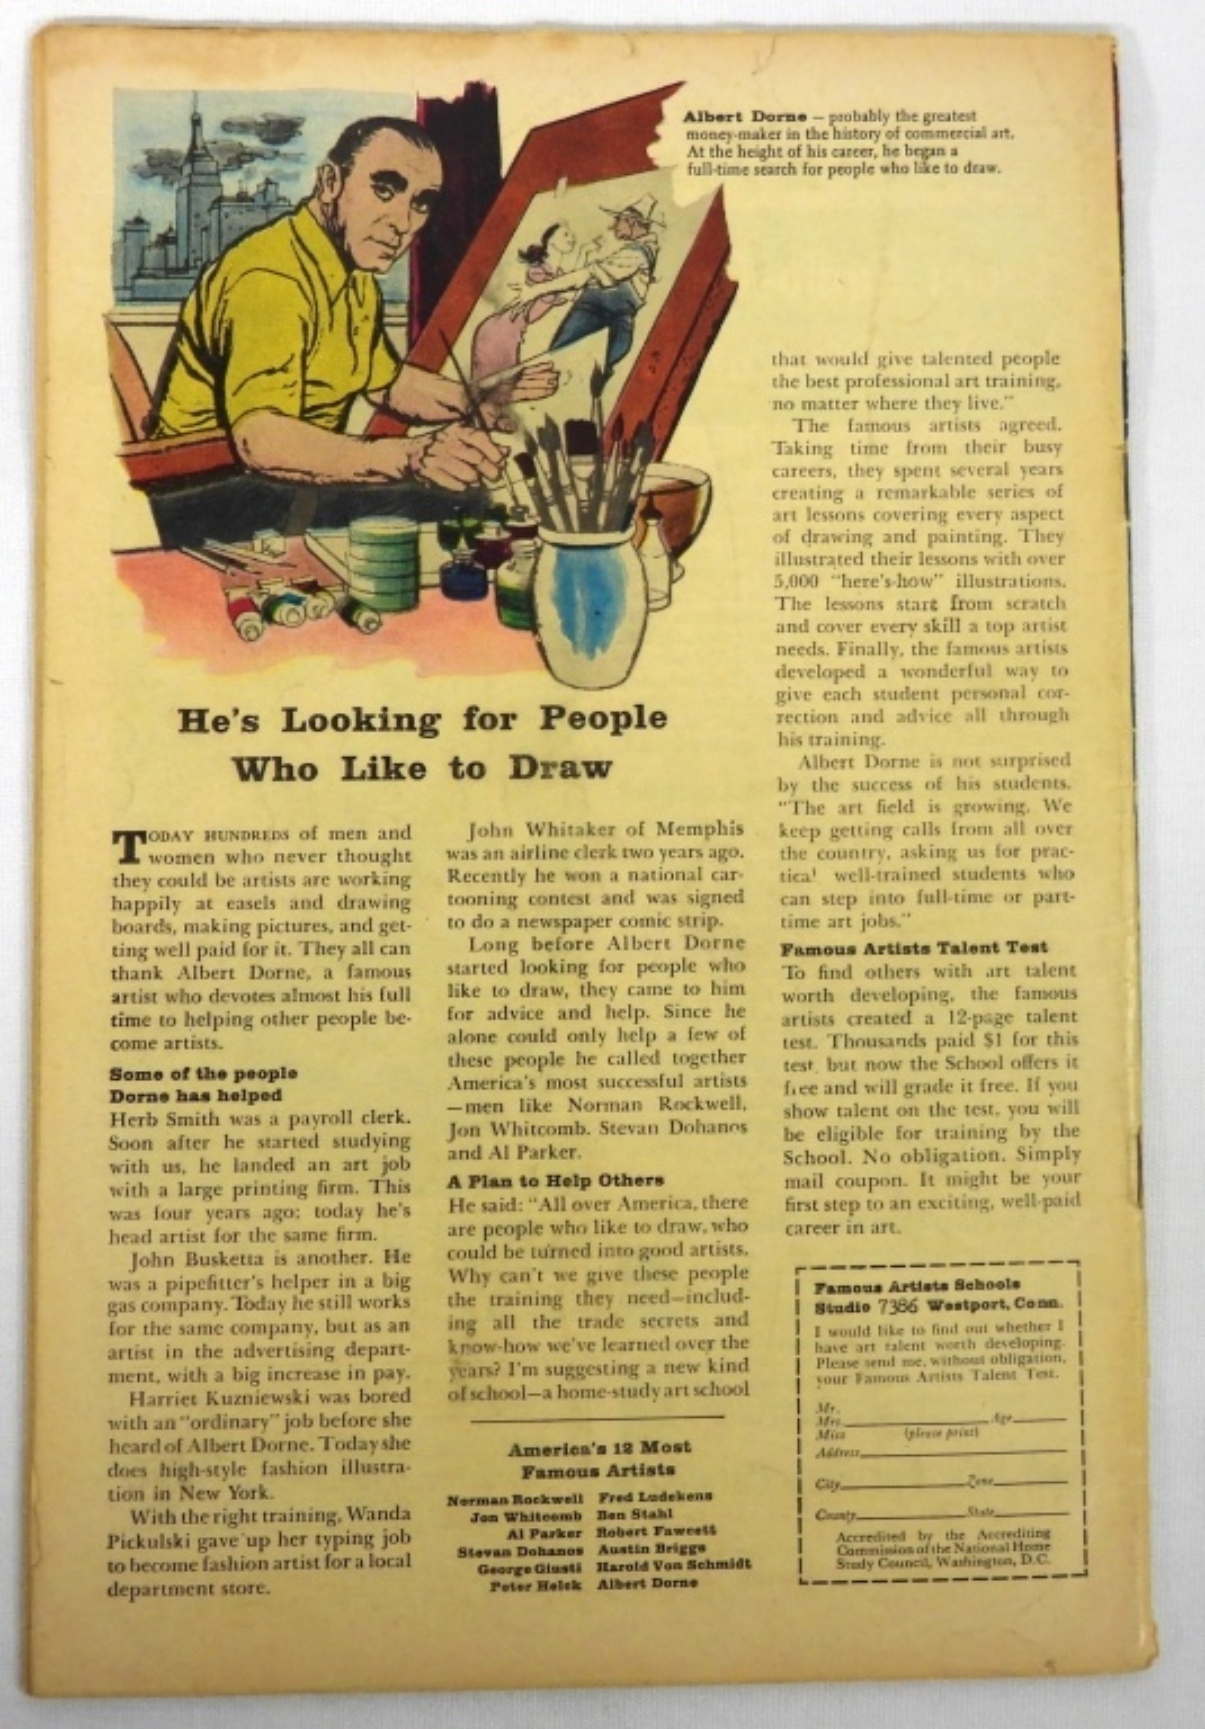 Albert Dorne — probably the greatest
money-maker in the history of commercial art.
At the height of his career, he began a
full-time search for people who like to draw.
He's Looking for People
Who Like to Draw
TODAY HUNDREDS of men and
women who never thought
they could be artists are working
happily at easels and drawing
boards, making pictures, and get-
ting well paid for it. They all can
thank Albert Dorne, a famous
artist who devotes almost his full
time to helping other people be-
come artists.
Some of the people
Dorne has helped
Herb Smith was a payroll clerk.
Soon after he started studying
with us, he landed an art job
with a large printing firm. This
was four years ago; today he's
head artist for the same firm.
John Busketta is another. He
was a pipefitter's helper in a big
gas company. Today he still works
for the same company, but as an
artist in the advertising depart-
ment, with a big increase in pay.
Harriet Kuzniewski was bored
with an "ordinary" job before she
heard of Albert Dorne. Today she
does high-style fashion illustra-
tion in New York.
With the right training, Wanda
Pickulski gave up her typing job
to become fashion artist for a local
department store.
John Whitaker of Memphis
was an airline clerk two years ago.
Recently he won a national car-
tooning contest and was signed
to do a newspaper comic strip.
Long before Albert Dorne
started looking for people who
like to draw, they came to him
for advice and help. Since he
alone could only help a few of
these people he called together
America's most successful artists
—men like Norman Rockwell,
Jon Whitcomb, Stevan Dohanos
and Al Parker.
A Plan to Help Others
He said: "All over America, there
are people who like to draw, who
could be turned into good artists.
Why can't we give these people
the training they need—includ-
ing all the trade secrets and
know-how we've learned over the
years? I'm suggesting a new kind
of school—a home-study art school
that would give talented people
the best professional art training,
no matter where they live."
The famous artists agreed.
Taking time from their busy
careers, they spent several years
creating a remarkable series of
art lessons covering every aspect
of drawing and painting. They
illustrated their lessons with over
5,000 "here's-how" illustrations.
The lessons start from scratch
and cover every skill a top artist
needs. Finally, the famous artists
developed a wonderful way to
give each student personal cor-
rection and advice all through
his training.
Albert Dorne is not surprised
by the success of his students.
"The art field is growing. We
keep getting calls from all over
the country, asking us for prac-
tical well-trained students who
can step into full-time or part-
time art jobs."
Famous Artists Talent Test
To find others with art talent
worth developing, the famous
artists created a 12-page talent
test. Thousands paid $1 for this
test, but now the School offers it
free and will grade it free. If you
show talent on the test, you will
be eligible for training by the
School. No obligation. Simply
mail coupon. It might be your
first step to an exciting, well-paid
career in art.
America's 12 Most
Famous Artists
Norman Rockwell Fred Ludekens
Jon Whitcomb Ben Stahl
Al Parker Robert Fawcett
Stevan Dohanos Austin Briggs
George Giusti Harold Von Schmidt
Peter Helck Albert Dorne
Famous Artists Schools
Studio 7386 Westport, Conn.
I would like to find out whether I
have art talent worth developing.
Please send me, without obligation,
your Famous Artists Talent Test.
Mr.
Mrs. Age
Miss (please print)
Address
City Zone
County State
Accredited by the Accrediting
Commission of the National Home
Study Council, Washington, D.C.